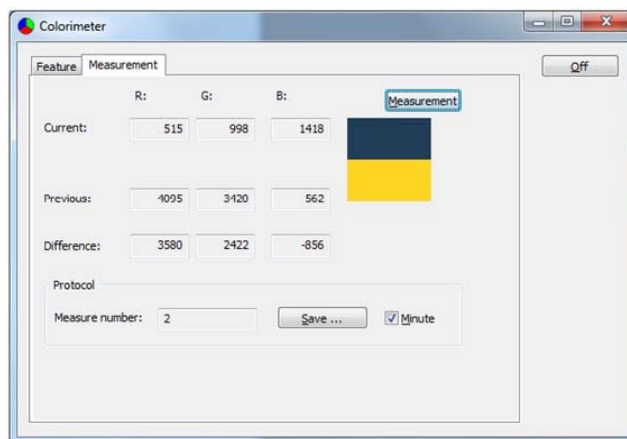 Colorimeter
Off
Feature Measurement
R: G: B: Measurement
Current: 515 998 1418
Previous: 4095 3420 562
Difference: 3580 2422 -856
Protocol
Measure number: 2 Save ... Minute